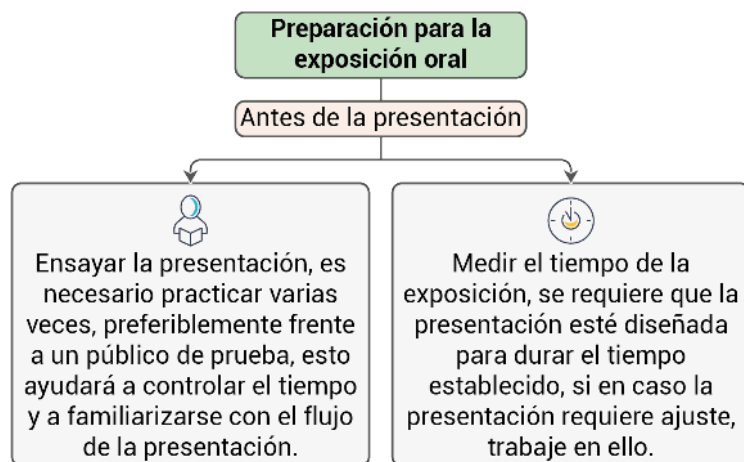 Preparación para la
exposición oral
Antes de la presentación
Ensayar la presentación, es
necesario practicar varias
veces, preferiblemente frente
a un público de prueba, esto
ayudará a controlar el tiempo
y a familiarizarse con el flujo
de la presentación.
Medir el tiempo de la
exposición, se requiere que la
presentación esté diseñada
para durar el tiempo
establecido, si en caso la
presentación requiere ajuste,
trabaje en ello.